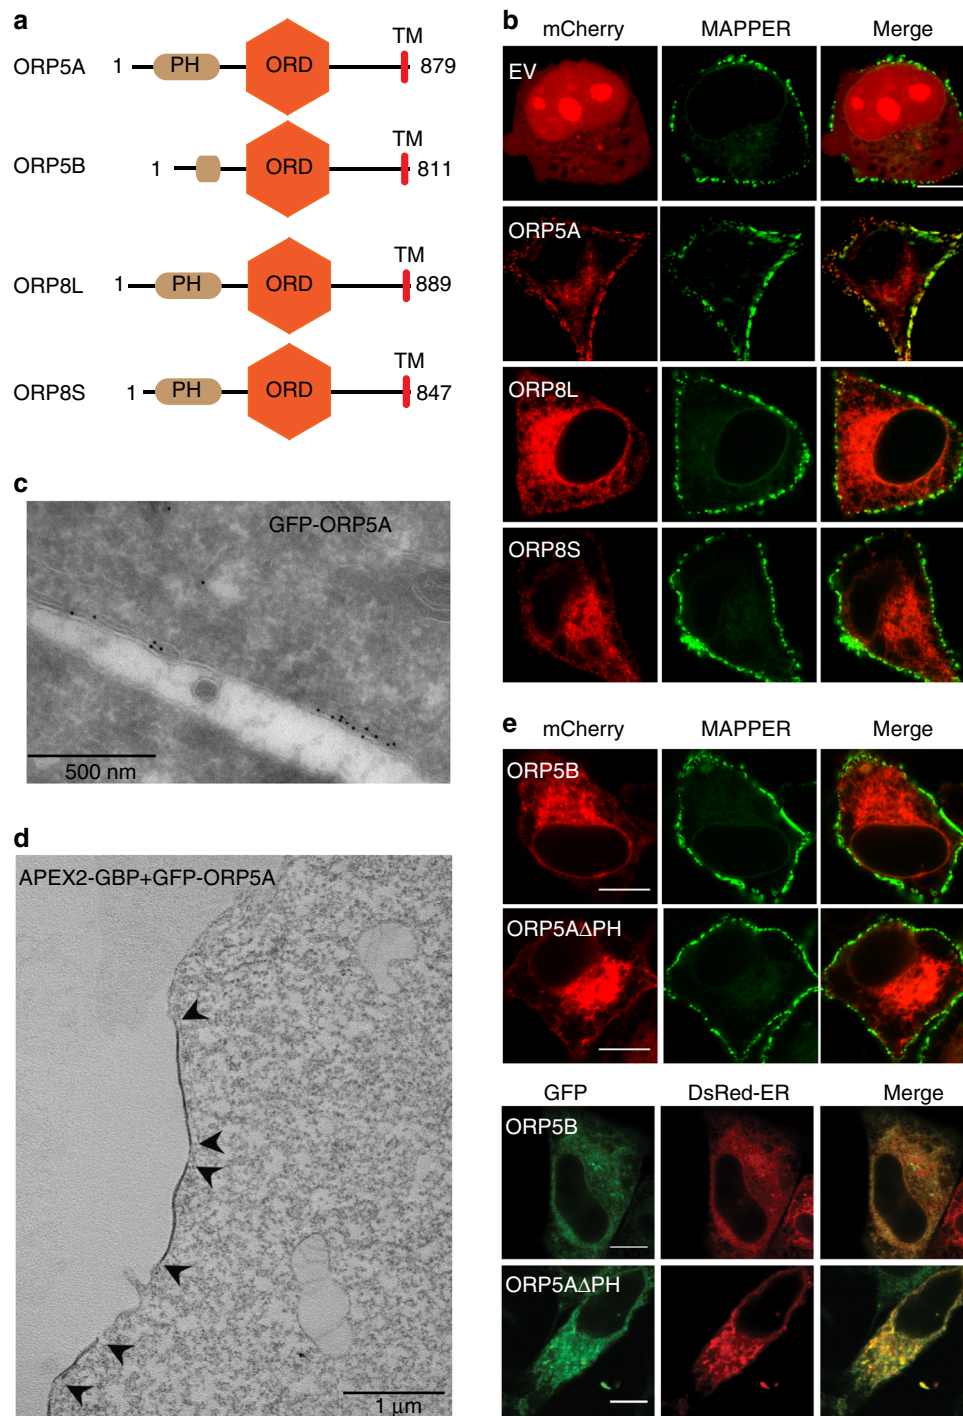 a
ORP5A 1 PH ORD TM 879
ORP5B 1 ORD TM 811
ORP8L 1 PH ORD TM 889
ORP8S 1 PH ORD TM 847
b
mCherry MAPPER Merge
EV
ORP5A
ORP8L
ORP8S
c
GFP-ORP5A
500 nm
d
APEX2-GBP+GFP-ORP5A
1 μm
e
mCherry MAPPER Merge
ORP5B
ORP5AΔPH
GFP DsRed-ER Merge
ORP5B
ORP5AΔPH